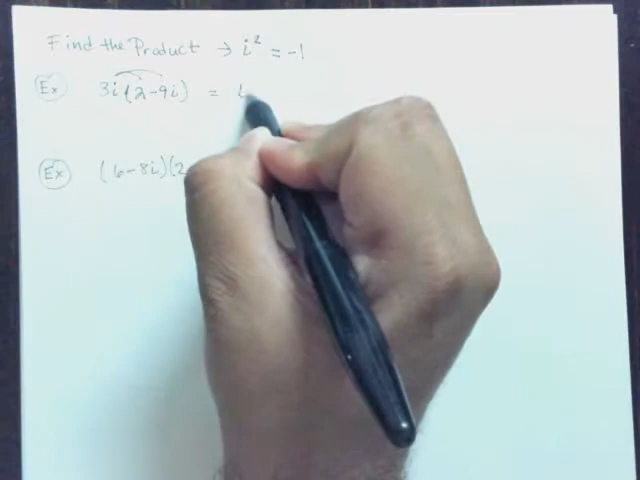 Find the Product → i² = -1
Ex 3i(2-9i) =
Ex (6-8i)(2